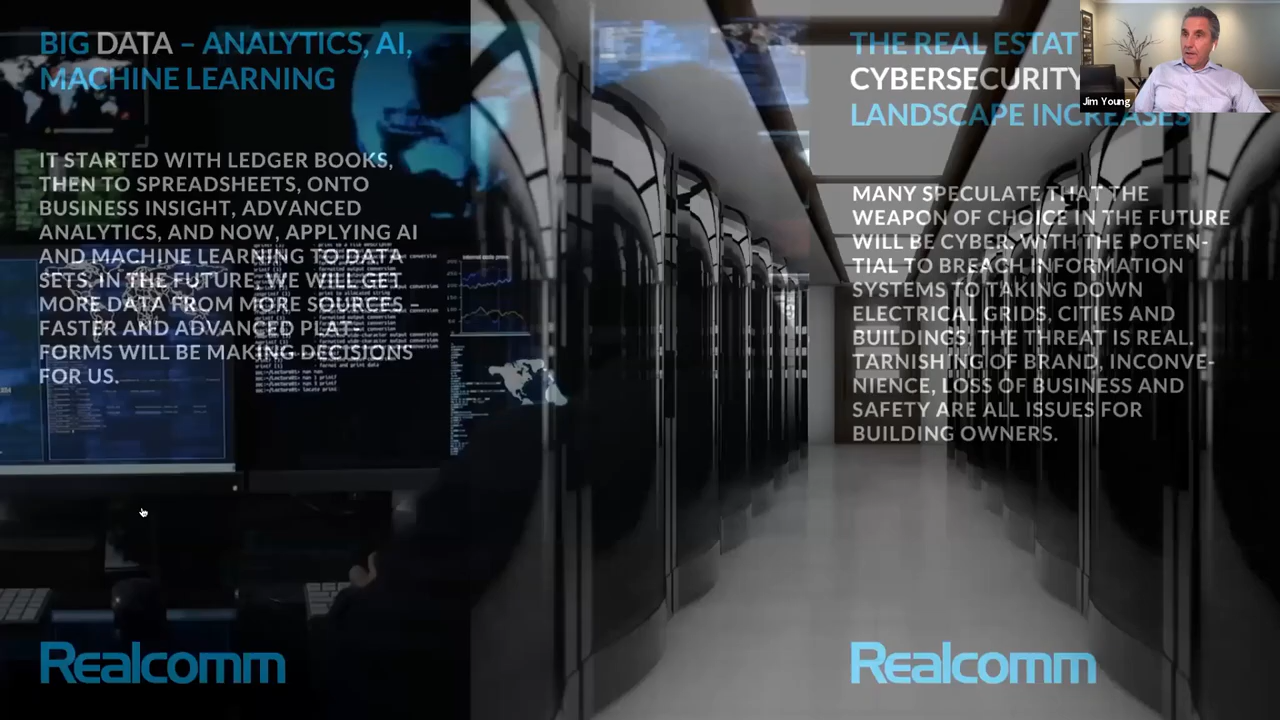 BIG DATA – ANALYTICS, AI,
MACHINE LEARNING
IT STARTED WITH LEDGER BOOKS,
THEN TO SPREADSHEETS, ONTO
BUSINESS INSIGHT, ADVANCED
ANALYTICS, AND NOW, APPLYING AI
AND MACHINE LEARNING TO DATA
SETS. IN THE FUTURE, WE WILL GET
MORE DATA FROM MORE SOURCES –
FASTER AND ADVANCED PLAT-
FORMS WILL BE MAKING DECISIONS
FOR US.
Realcomm
THE REAL
CYBERSECURITY
LANDSCAPE INCREASES
Jim Young
MANY SPECULATE THAT THE
WEAPON OF CHOICE IN THE FUTURE
WILL BE CYBER. WITH THE POTEN-
TIAL TO BREACH INFORMATION
SYSTEMS TO TAKING DOWN
ELECTRICAL GRIDS, CITIES AND
BUILDINGS. THE THREAT IS REAL.
TARNISHING OF BRAND, INCONVE-
NIENCE, LOSS OF BUSINESS AND
SAFETY ARE ALL ISSUES FOR
BUILDING OWNERS.
Realcomm